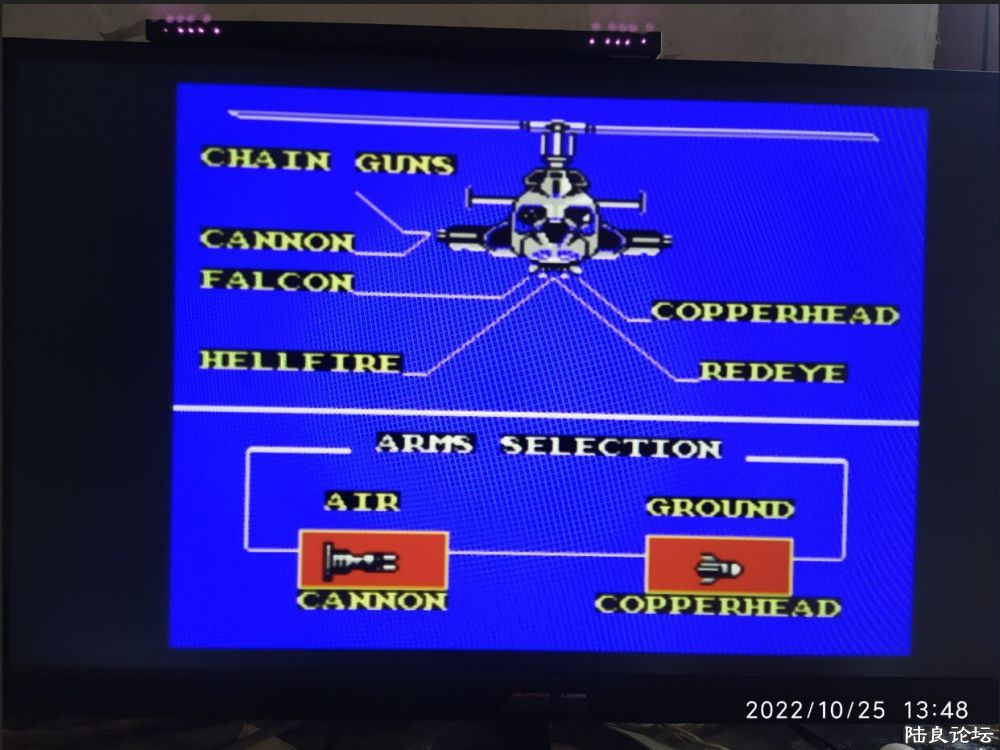 CHAIN GUNS
CANNON
FALCON
COPPERHEAD
HELLFIRE
REDEYE
ARMS SELECTION
AIR
GROUND
CANNON
COPPERHEAD
2022/10/25 13:48
陆良论坛